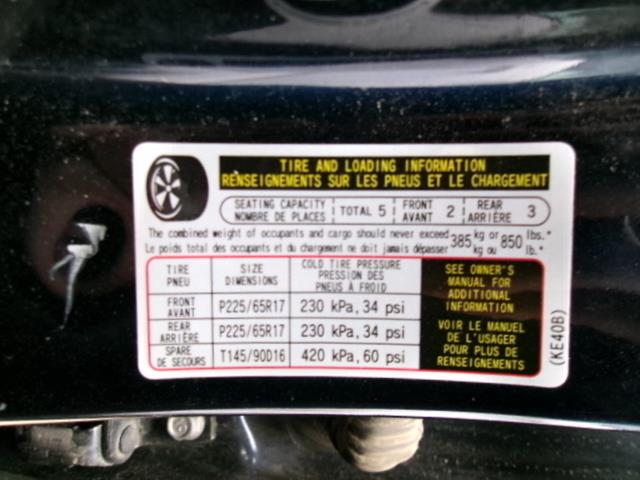 TIRE AND LOADING INFORMATION
RENSEIGNEMENTS SUR LES PNEUS ET LE CHARGEMENT
SEATING CAPACITY
NOMBRE DE PLACES
TOTAL 5
FRONT
AVANT
2
REAR
ARRIÈRE
3
The combined weight of occupants and cargo should never exceed 385 kg or 850 lbs.*
Le poids total des occupants et du chargement ne doit jamais dépasser kg ou lb.*
TIRE
PNEU
SIZE
DIMENSIONS
COLD TIRE PRESSURE
PRESSION DES
PNEUS À FROID
FRONT
AVANT
P225/65R17
230 kPa, 34 psi
REAR
ARRIÈRE
P225/65R17
230 kPa, 34 psi
SPARE
DE SECOURS
T145/90D16
420 kPa, 60 psi
SEE OWNER'S
MANUAL FOR
ADDITIONAL
INFORMATION
VOIR LE MANUEL
DE L'USAGER
POUR PLUS DE
RENSEIGNEMENTS
(KE40B)